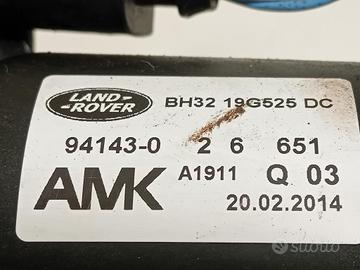 LAND-
-ROVER
BH32 19G525 DC
94143-0 2 6 651
AMK A1911 Q 03
20.02.2014
subito